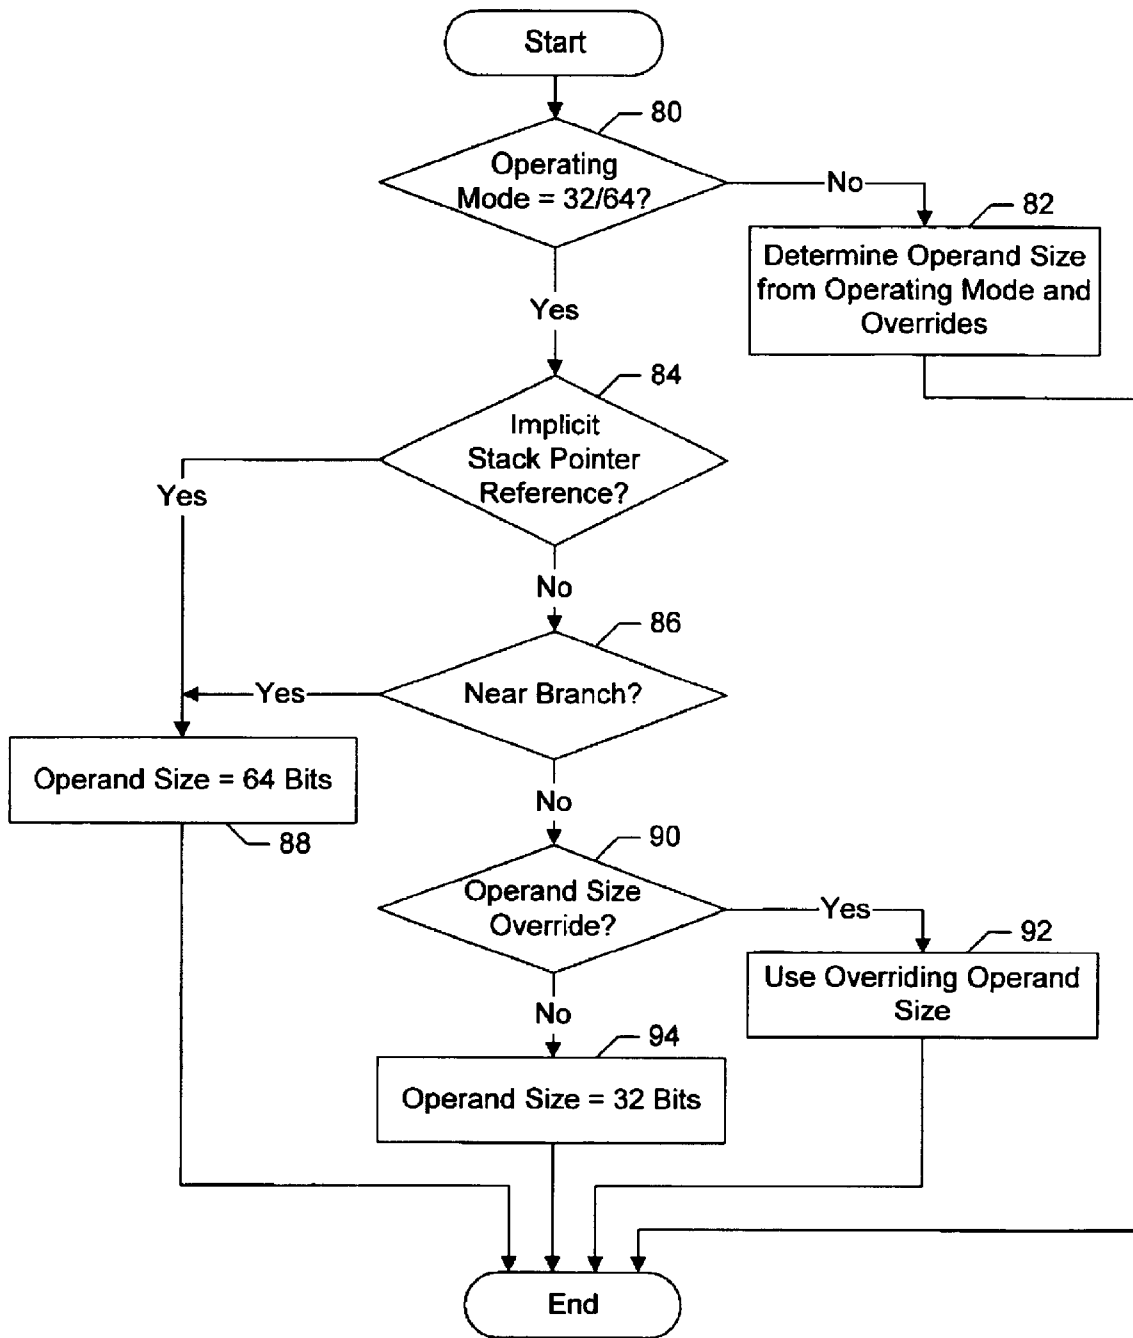 Start
80
Operating
Mode = 32/64?
No
82
Determine Operand Size
from Operating Mode and
Overrides
Yes
84
Implicit
Stack Pointer
Reference?
Yes
No
86
Near Branch?
Yes
Operand Size = 64 Bits
88
No
90
Operand Size
Override?
Yes
92
Use Overriding Operand
Size
No
94
Operand Size = 32 Bits
End